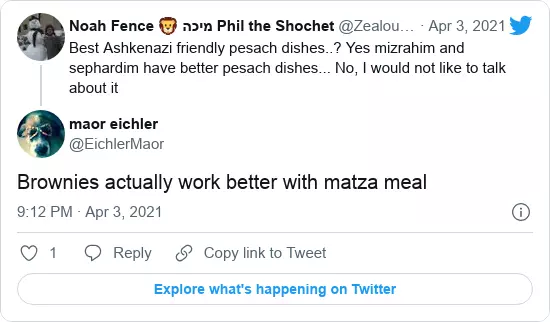 Noah Fence 🦁 מיכה Phil the Shochet @Zealou… · Apr 3, 2021
Best Ashkenazi friendly pesach dishes..? Yes mizrahim and
sephardim have better pesach dishes... No, I would not like to talk
about it
maor eichler
@EichlerMaor
Brownies actually work better with matza meal
9:12 PM · Apr 3, 2021
1 Reply Copy link to Tweet
Explore what's happening on Twitter